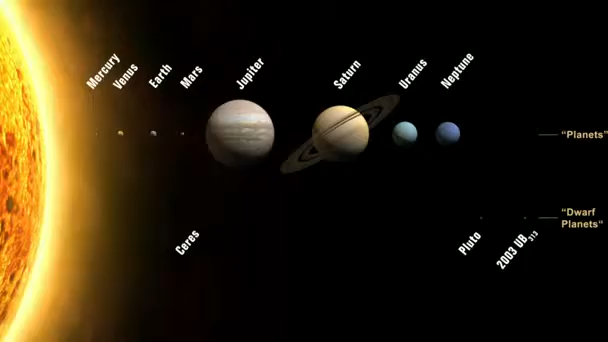 Mercury
Venus
Earth
Mars
Jupiter
Saturn
Uranus
Neptune
“Planets“
Ceres
Pluto
2003 UB313
“Dwarf
Planets“